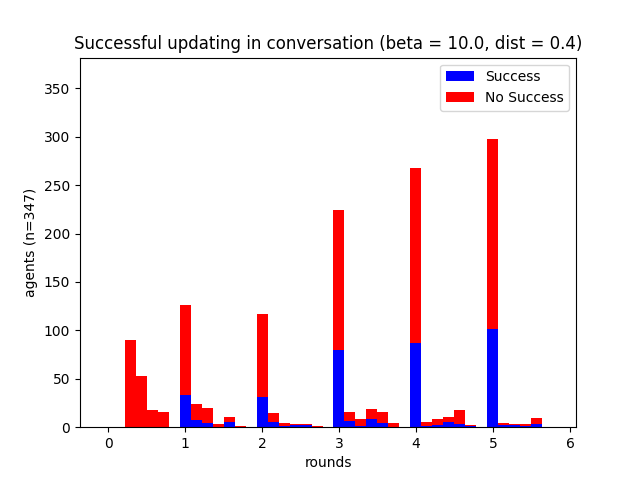 Successful updating in conversation (beta = 10.0, dist = 0.4)
Success
No Success
350
300
250
200
150
100
50
0
agents (n=347)
0 1 2 3 4 5 6
rounds